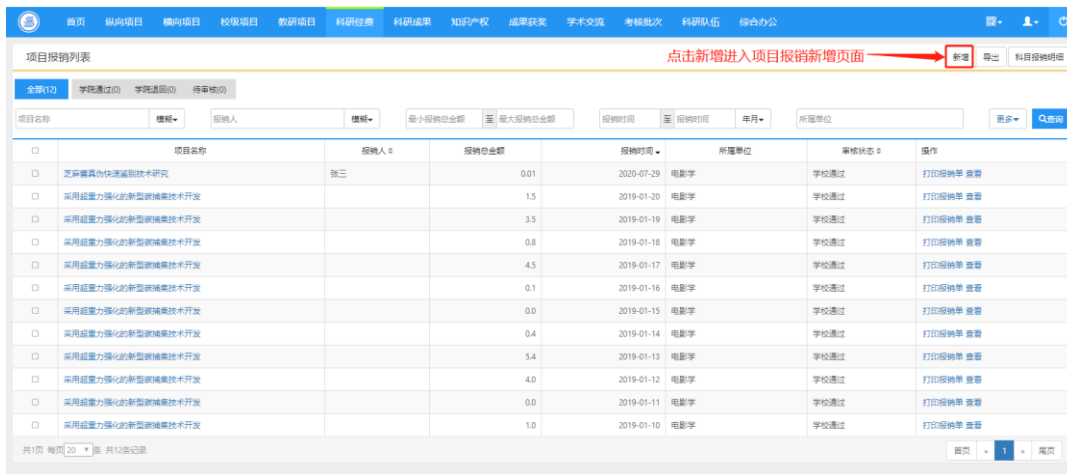 首页 纵向项目 横向项目 校级项目 教研项目 科研经费 科研成果 知识产权 成果获奖 学术交流 考核批次 科研队伍 综合办公
项目报销列表 点击新增进入项目报销新增页面 新增 导出 科目报销明细
全部(12) 学院通过(0) 学院退回(0) 待审核(0)
项目名称 模糊 报销人 模糊 最小报销总金额 至 最大报销总金额 报销时间 至 报销时间 年月 所属单位 更多 查询
项目名称 报销人 报销总金额 报销时间 所属单位 审核状态 操作
芝麻酱真伪快速鉴别技术研究 张三 0.01 2020-07-29 电影学 学校通过 打印报销单 查看
采用超重力强化的新型碳捕集技术开发 1.5 2019-01-20 电影学 学校通过 打印报销单 查看
采用超重力强化的新型碳捕集技术开发 3.5 2019-01-19 电影学 学校通过 打印报销单 查看
采用超重力强化的新型碳捕集技术开发 0.8 2019-01-18 电影学 学校通过 打印报销单 查看
采用超重力强化的新型碳捕集技术开发 4.5 2019-01-17 电影学 学校通过 打印报销单 查看
采用超重力强化的新型碳捕集技术开发 0.1 2019-01-16 电影学 学校通过 打印报销单 查看
采用超重力强化的新型碳捕集技术开发 0.0 2019-01-15 电影学 学校通过 打印报销单 查看
采用超重力强化的新型碳捕集技术开发 0.4 2019-01-14 电影学 学校通过 打印报销单 查看
采用超重力强化的新型碳捕集技术开发 5.4 2019-01-13 电影学 学校通过 打印报销单 查看
采用超重力强化的新型碳捕集技术开发 4.0 2019-01-12 电影学 学校通过 打印报销单 查看
采用超重力强化的新型碳捕集技术开发 0.0 2019-01-11 电影学 学校通过 打印报销单 查看
采用超重力强化的新型碳捕集技术开发 1.0 2019-01-10 电影学 学校通过 打印报销单 查看
共1页 每页 20 条 共12条记录 首页 « 1 » 尾页